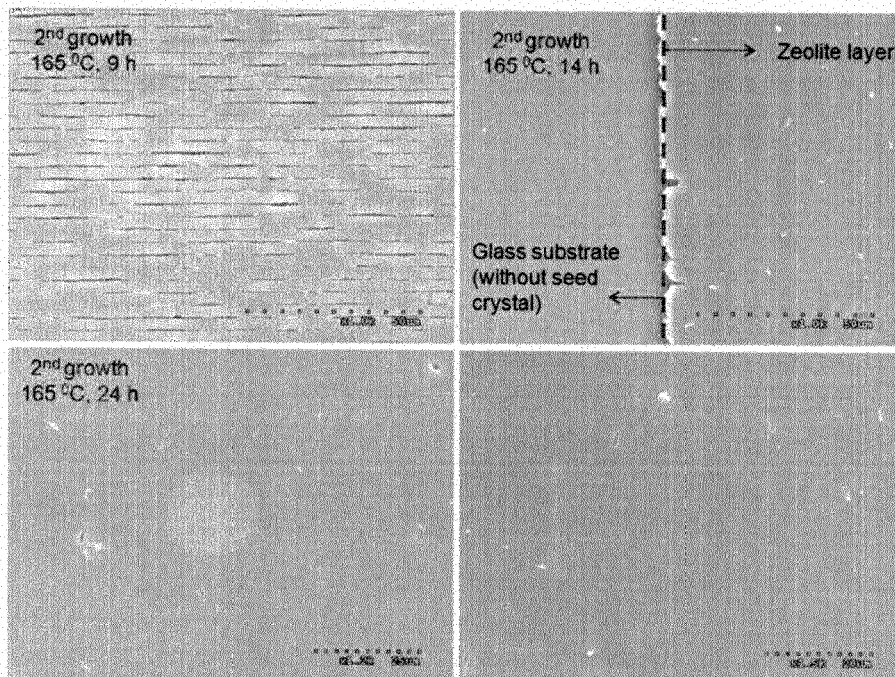 2nd growth
165 0C, 9 h
2nd growth
165 0C, 14 h
Zeolite layer
Glass substrate
(without seed
crystal)
2nd growth
165 0C, 24 h